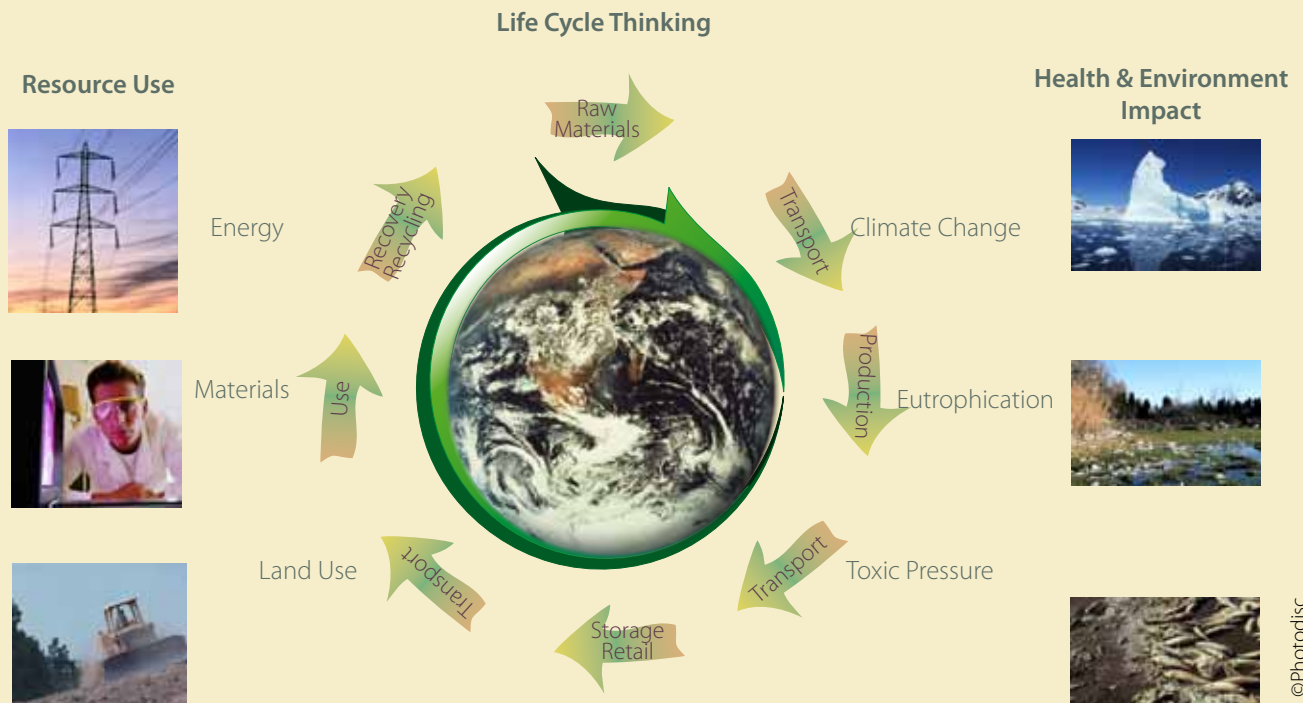 Life Cycle Thinking
Resource Use
Health & Environment
Impact
Raw
Materials
Transport
Production
Transport
Storage
Retail
Transport
Use
Recovery
Recycling
Energy
Materials
Land Use
Climate Change
Eutrophication
Toxic Pressure
©Photodisc